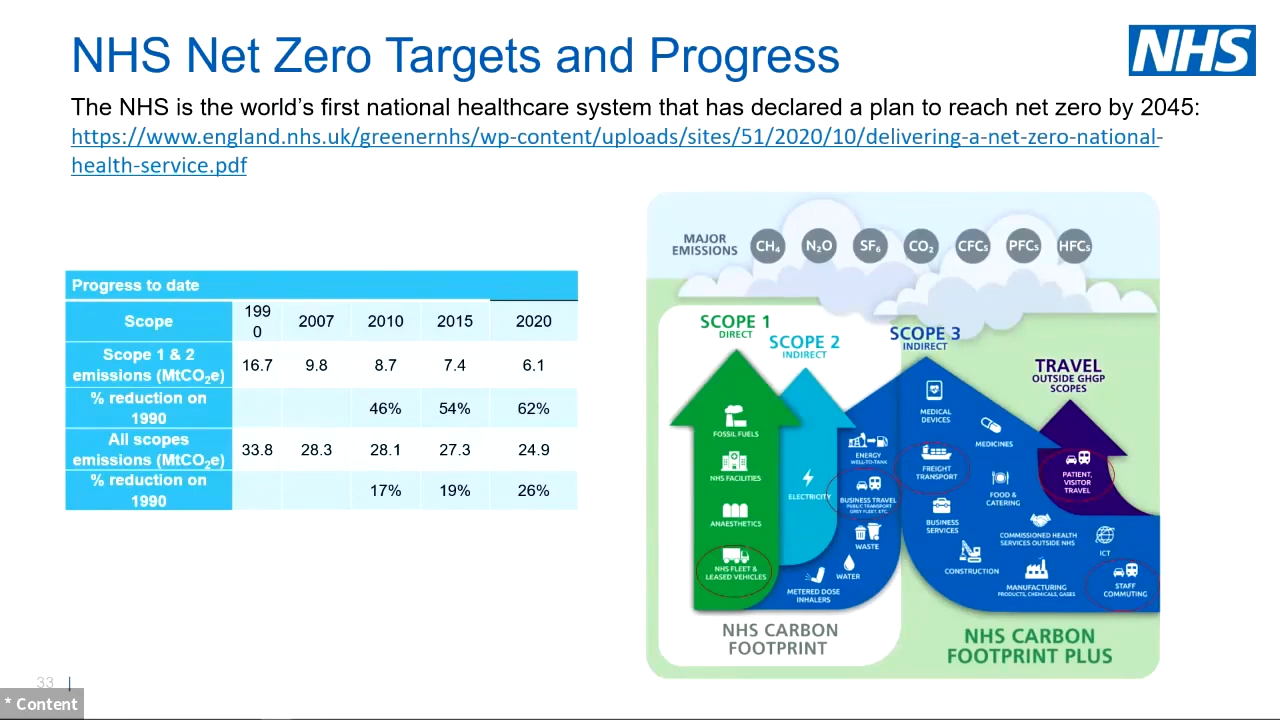 NHS Net Zero Targets and Progress
NHS
The NHS is the world’s first national healthcare system that has declared a plan to reach net zero by 2045:
https://www.england.nhs.uk/greenernhs/wp-content/uploads/sites/51/2020/10/delivering-a-net-zero-national-
health-service.pdf
Progress to date
Scope 1990 2007 2010 2015 2020
Scope 1 & 2
emissions (MtCO₂e) 16.7 9.8 8.7 7.4 6.1
% reduction on
1990 46% 54% 62%
All scopes
emissions (MtCO₂e) 33.8 28.3 28.1 27.3 24.9
% reduction on
1990 17% 19% 26%
MAJOR
EMISSIONS
CH₄ N₂O SF₆ CO₂ CFCs PFCs HFCs
SCOPE 1
DIRECT
SCOPE 2
INDIRECT
SCOPE 3
INDIRECT
TRAVEL
OUTSIDE GHGP
SCOPES
FOSSIL FUELS
NHS FACILITIES
ANAESTHETICS
NHS FLEET &
LEASED VEHICLES
ELECTRICITY
ENERGY
WELL-TO-TANK
BUSINESS TRAVEL
PUBLIC TRANSPORT
GREY FLEET, ETC.
WASTE
WATER
METERED DOSE
INHALERS
MEDICAL
DEVICES
MEDICINES
FREIGHT
TRANSPORT
FOOD &
CATERING
BUSINESS
SERVICES
COMMISSIONED HEALTH
SERVICES OUTSIDE NHS
ICT
CONSTRUCTION
MANUFACTURING
PRODUCTS, CHEMICALS, GASES
STAFF
COMMUTING
PATIENT,
VISITOR
TRAVEL
NHS CARBON
FOOTPRINT
NHS CARBON
FOOTPRINT PLUS
33 |
* Content